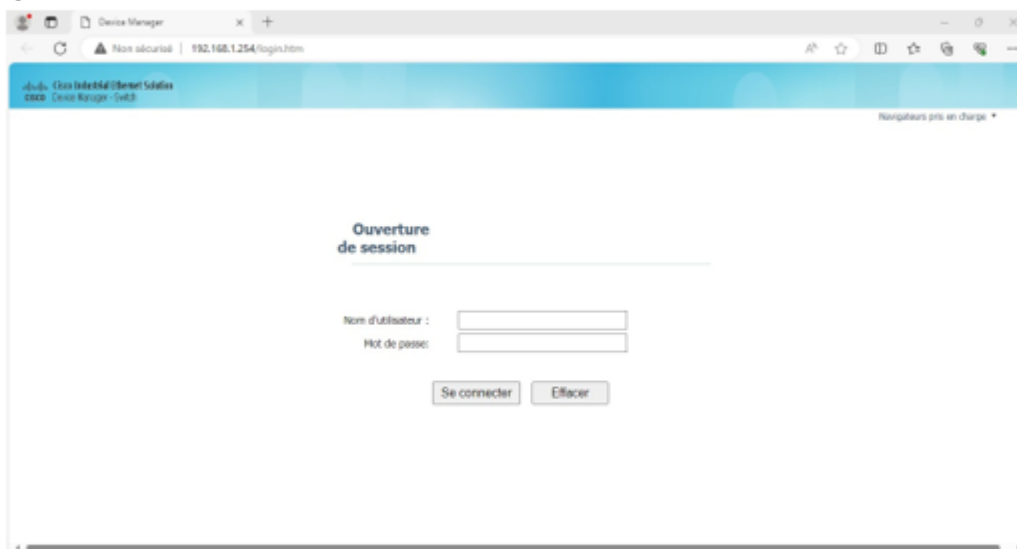 Device Manager
Non sécurisé | 192.168.1.254/login.htm
Cisco Industrial Ethernet Solution
CISCO Device Manager - Switch
Navigateurs pris en charge
Ouverture
de session
Nom d'utilisateur :
Mot de passe:
Se connecter Effacer